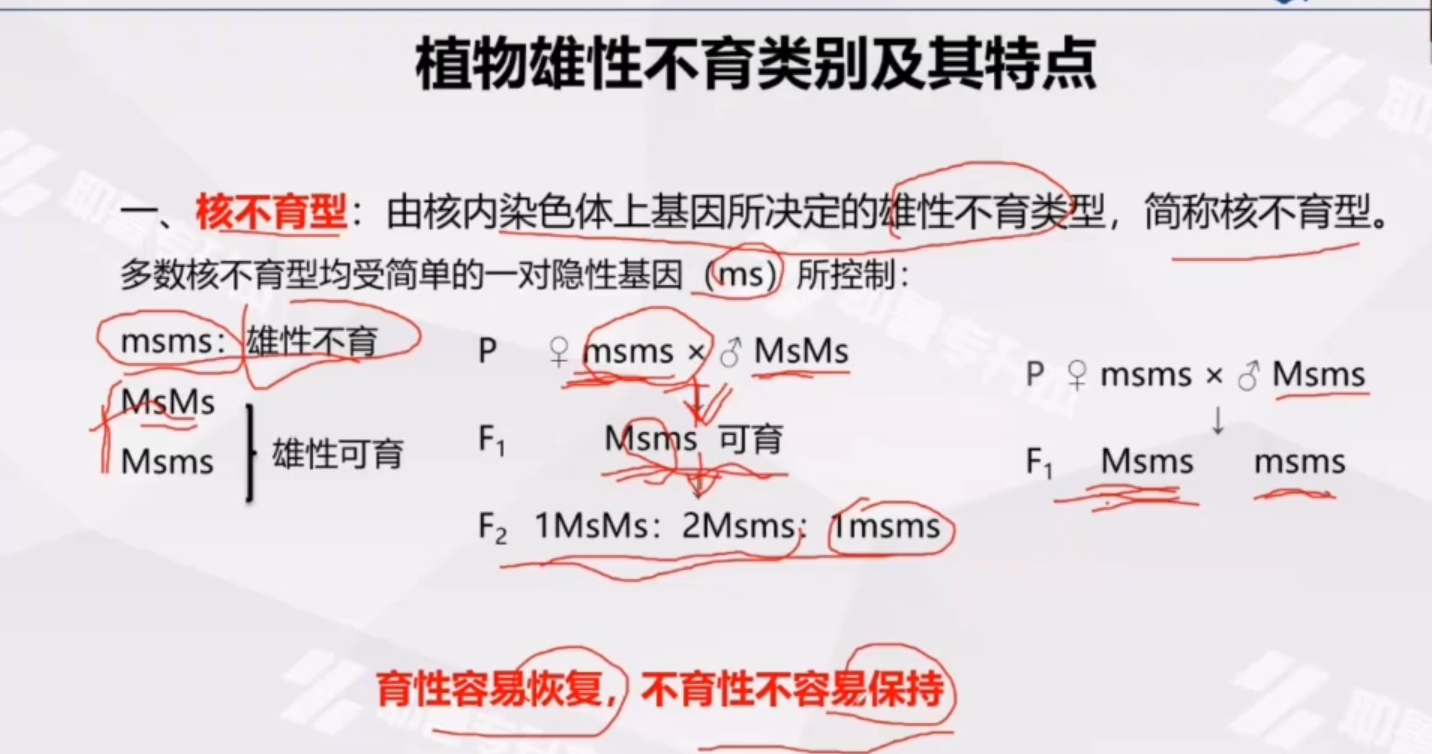 植物雄性不育类别及其特点
一、核不育型：由核内染色体上基因所决定的雄性不育类型，简称核不育型。
多数核不育型均受简单的一对隐性基因（ms）所控制：
msms：雄性不育
MsMs
Msms
雄性可育
P ♀ msms × ♂ MsMs
↓
F₁ Msms 可育
↓
F₂ 1MsMs：2Msms：1msms
P ♀ msms × ♂ Msms
↓
F₁ Msms msms
育性容易恢复，不育性不容易保持